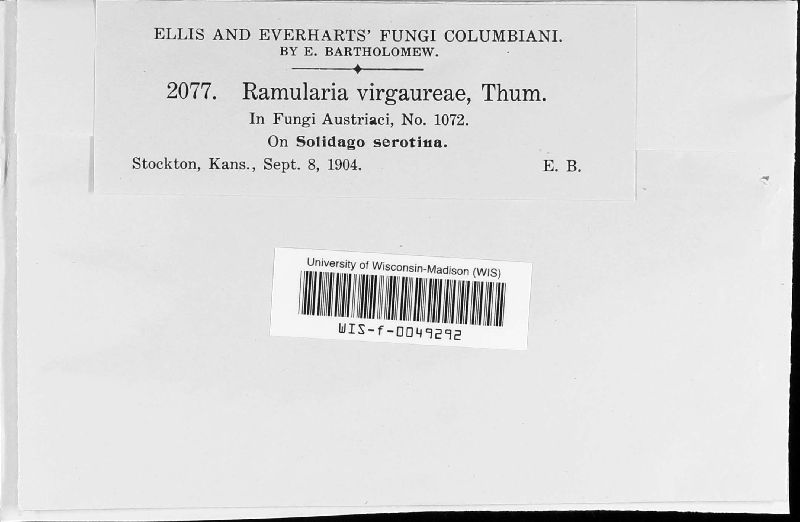 ELLIS AND EVERHARTS' FUNGI COLUMBIANI.
BY E. BARTHOLOMEW.
2077. Ramularia virgaureae, Thum.
In Fungi Austriaci, No. 1072.
On Solidago serotina.
Stockton, Kans., Sept. 8, 1904. E. B.
University of Wisconsin-Madison (WIS)
WIS-f-0049292